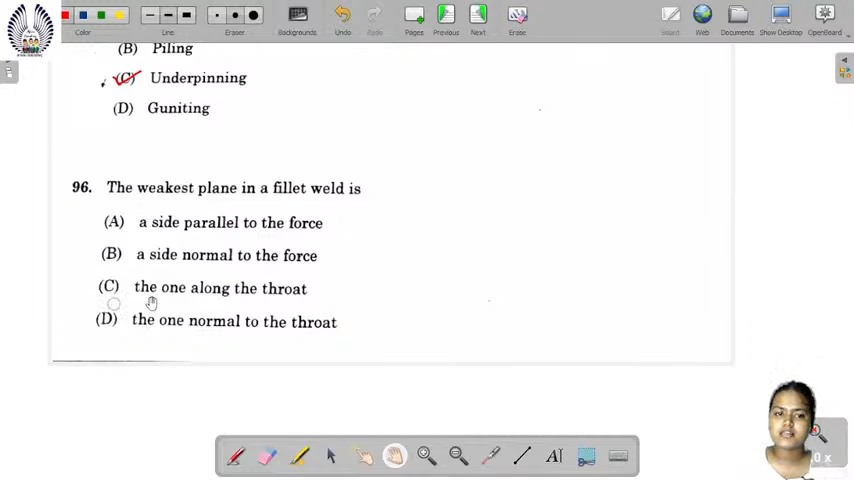 Line
Eraser
Backgrounds
Undo
Redo
Pages
Previous
Next
Erase
Board
Web
Documents
Show Desktop
OpenBoard
(B) Piling
(C) Underpinning
(D) Guniting
96. The weakest plane in a fillet weld is
(A) a side parallel to the force
(B) a side normal to the force
(C) the one along the throat
(D) the one normal to the throat